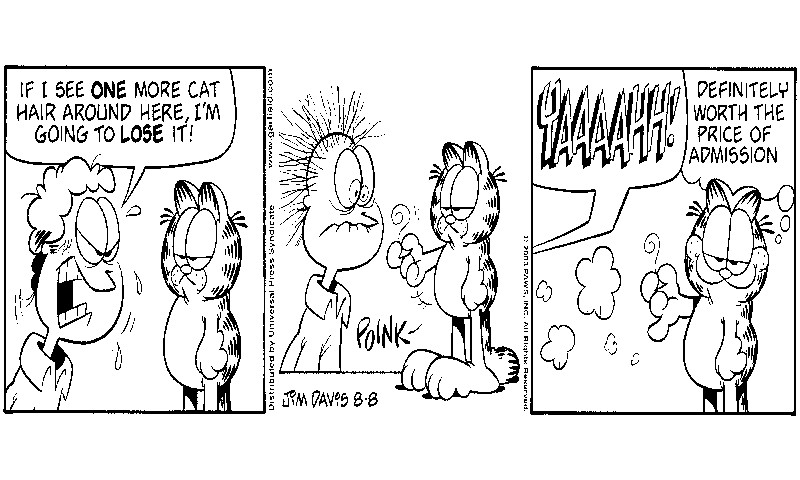 IF I SEE ONE MORE CAT
HAIR AROUND HERE, I'M
GOING TO LOSE IT!
www.garfield.com
Distributed by Universal Press Syndicate
POINK
JIM DAVIS 8-8
© 2003 PAWS, INC. All Rights Reserved.
YAAAAHH!
DEFINITELY
WORTH THE
PRICE OF
ADMISSION